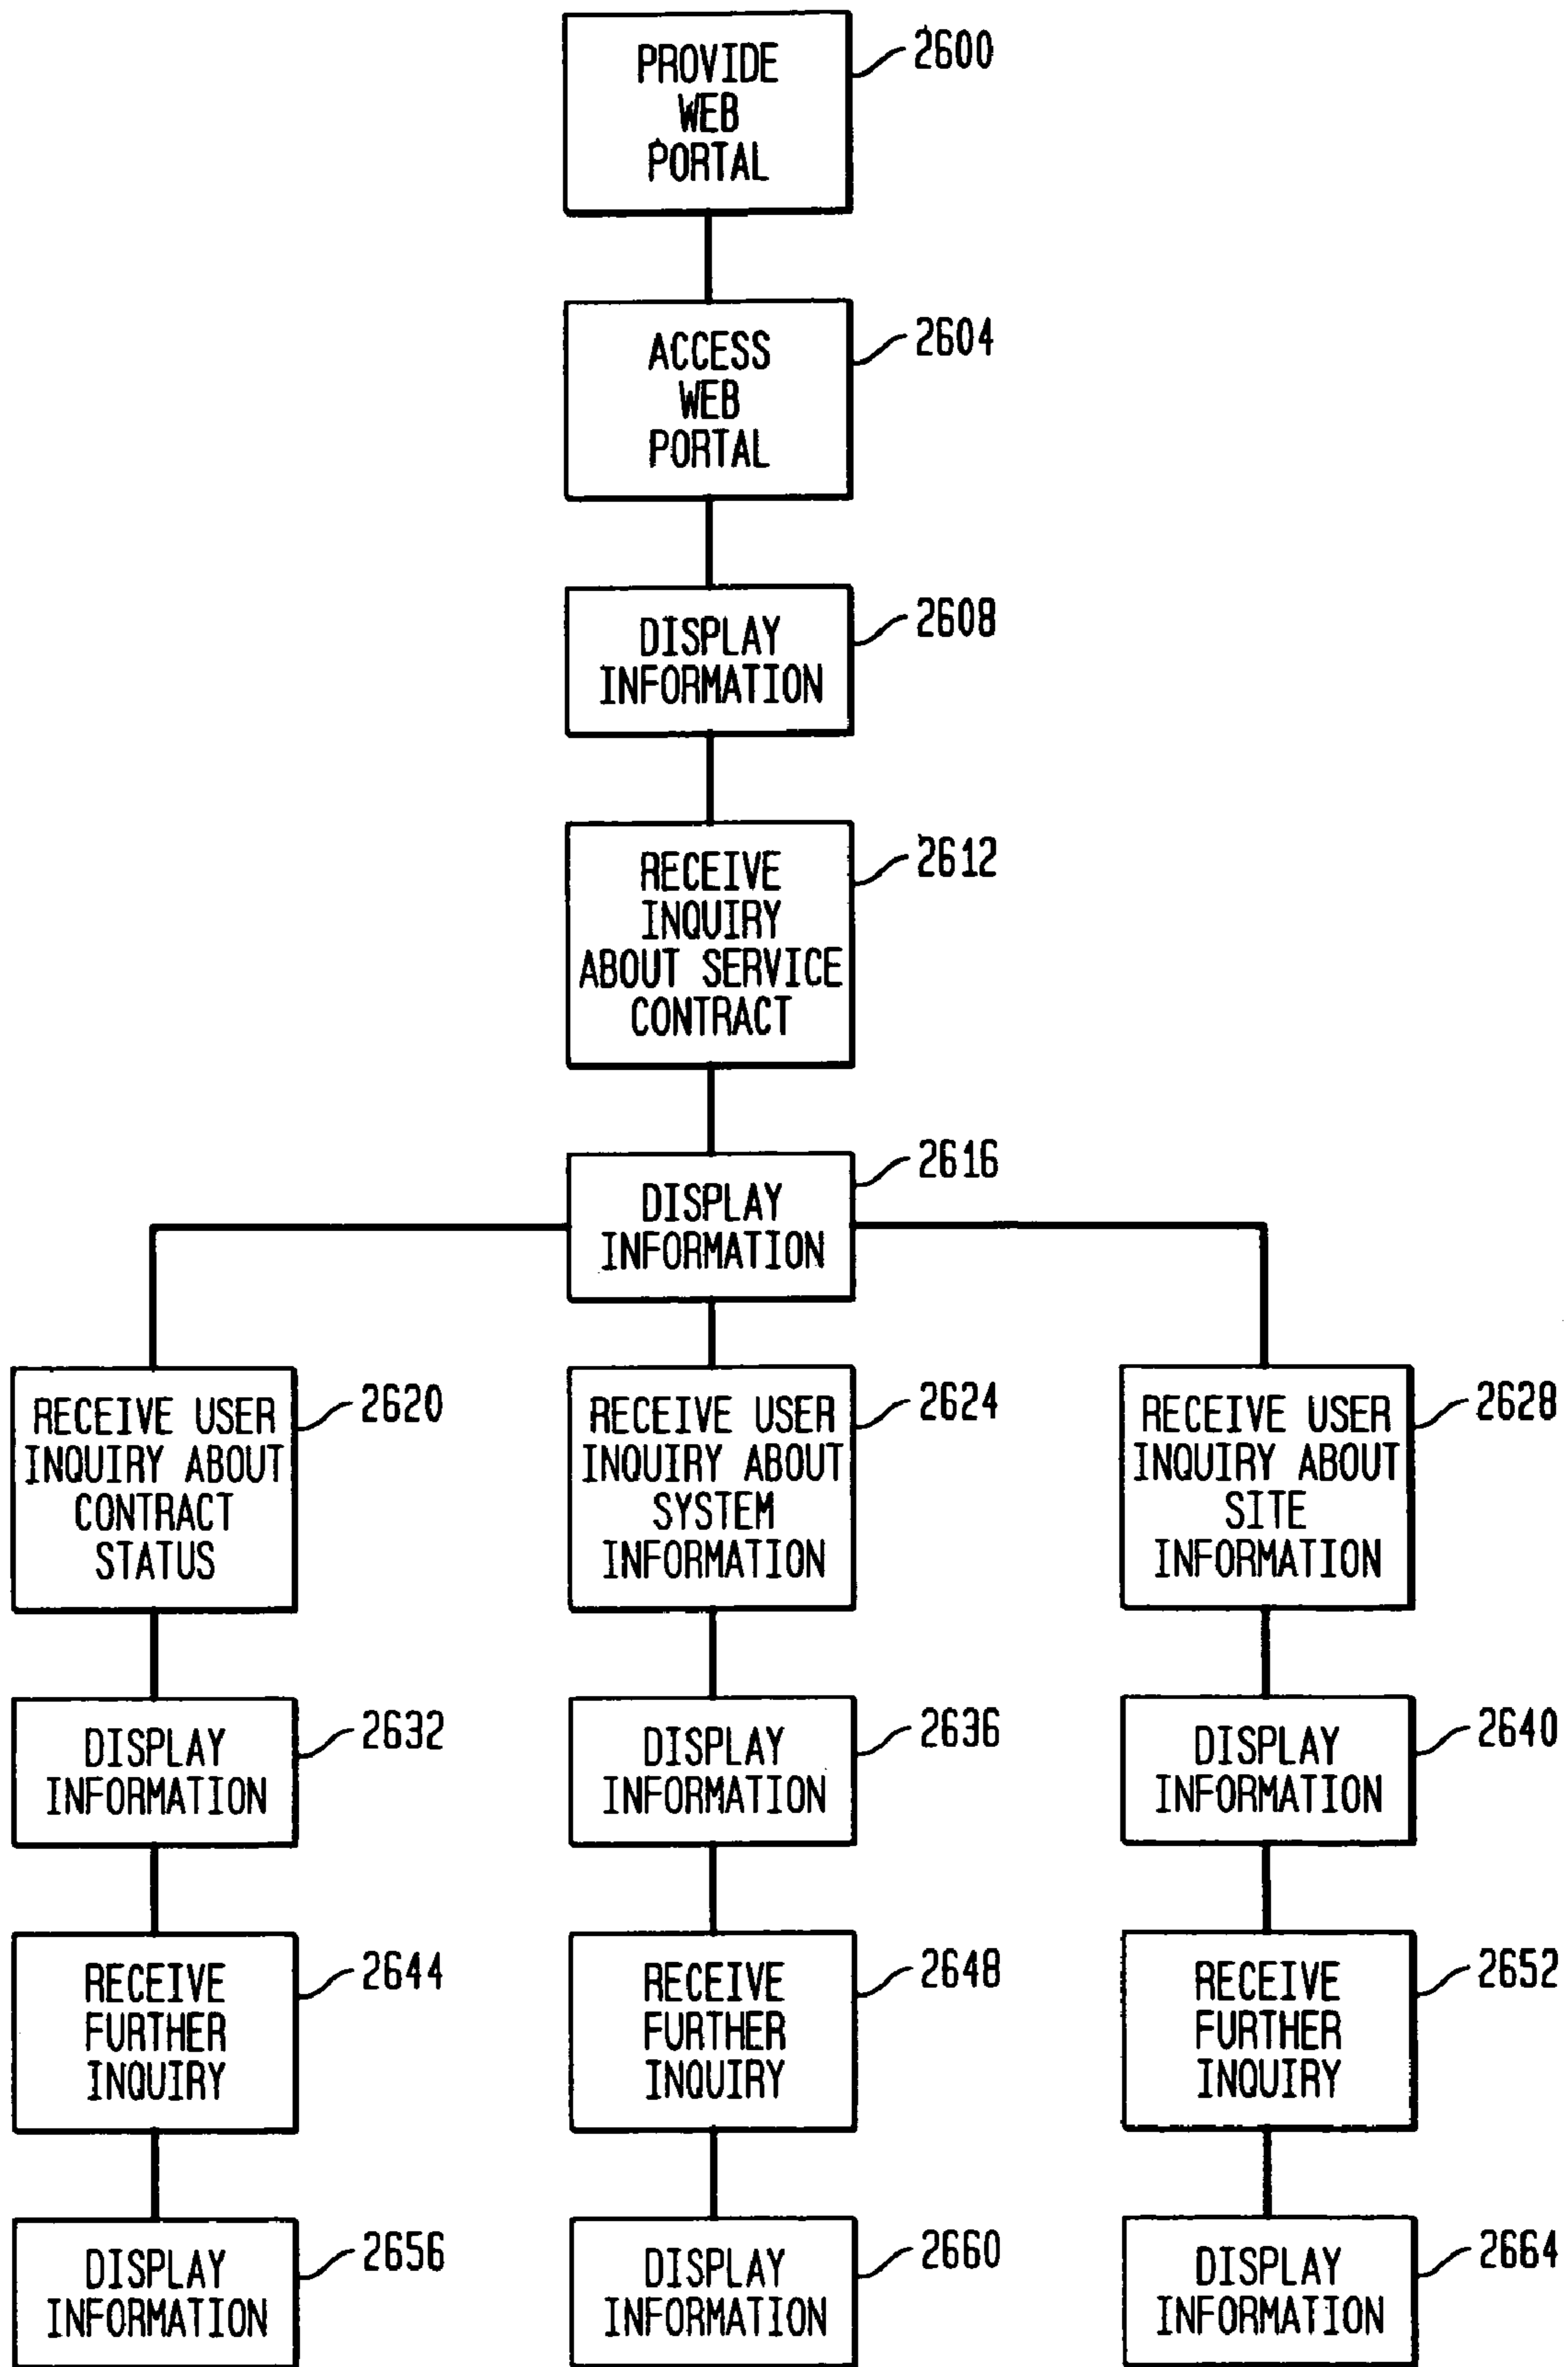 PROVIDE
WEB
PORTAL
2600
ACCESS
WEB
PORTAL
2604
DISPLAY
INFORMATION
2608
RECEIVE
INQUIRY
ABOUT SERVICE
CONTRACT
2612
DISPLAY
INFORMATION
2616
RECEIVE USER
INQUIRY ABOUT
CONTRACT
STATUS
2620
RECEIVE USER
INQUIRY ABOUT
SYSTEM
INFORMATION
2624
RECEIVE USER
INQUIRY ABOUT
SITE
INFORMATION
2628
DISPLAY
INFORMATION
2632
DISPLAY
INFORMATION
2636
DISPLAY
INFORMATION
2640
RECEIVE
FURTHER
INQUIRY
2644
RECEIVE
FURTHER
INQUIRY
2648
RECEIVE
FURTHER
INQUIRY
2652
DISPLAY
INFORMATION
2656
DISPLAY
INFORMATION
2660
DISPLAY
INFORMATION
2664